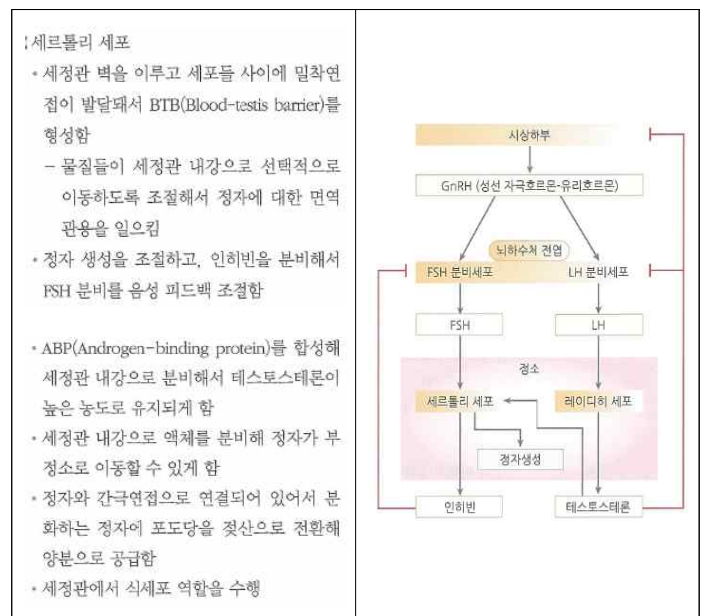 세르톨리 세포
• 세정관 벽을 이루고 세포들 사이에 밀착연
접이 발달돼서 BTB(Blood-testis barrier)를
형성함
– 물질들이 세정관 내강으로 선택적으로
이동하도록 조절해서 정자에 대한 면역
관용을 일으킴
• 정자 생성을 조절하고, 인히빈을 분비해서
FSH 분비를 음성 피드백 조절함
• ABP(Androgen-binding protein)를 합성해
세정관 내강으로 분비해서 테스토스테론이
높은 농도로 유지되게 함
• 세정관 내강으로 액체를 분비해 정자가 부
정소로 이동할 수 있게 함
• 정자와 간극연접으로 연결되어 있어서 분
화하는 정자에 포도당을 젖산으로 전환해
양분으로 공급함
• 세정관에서 식세포 역할을 수행
시상하부
GnRH (성선 자극호르몬-유리호르몬)
뇌하수체 전엽
FSH 분비세포 LH 분비세포
FSH LH
정소
세르톨리 세포 레이디히 세포
정자생성
인히빈 테스토스테론